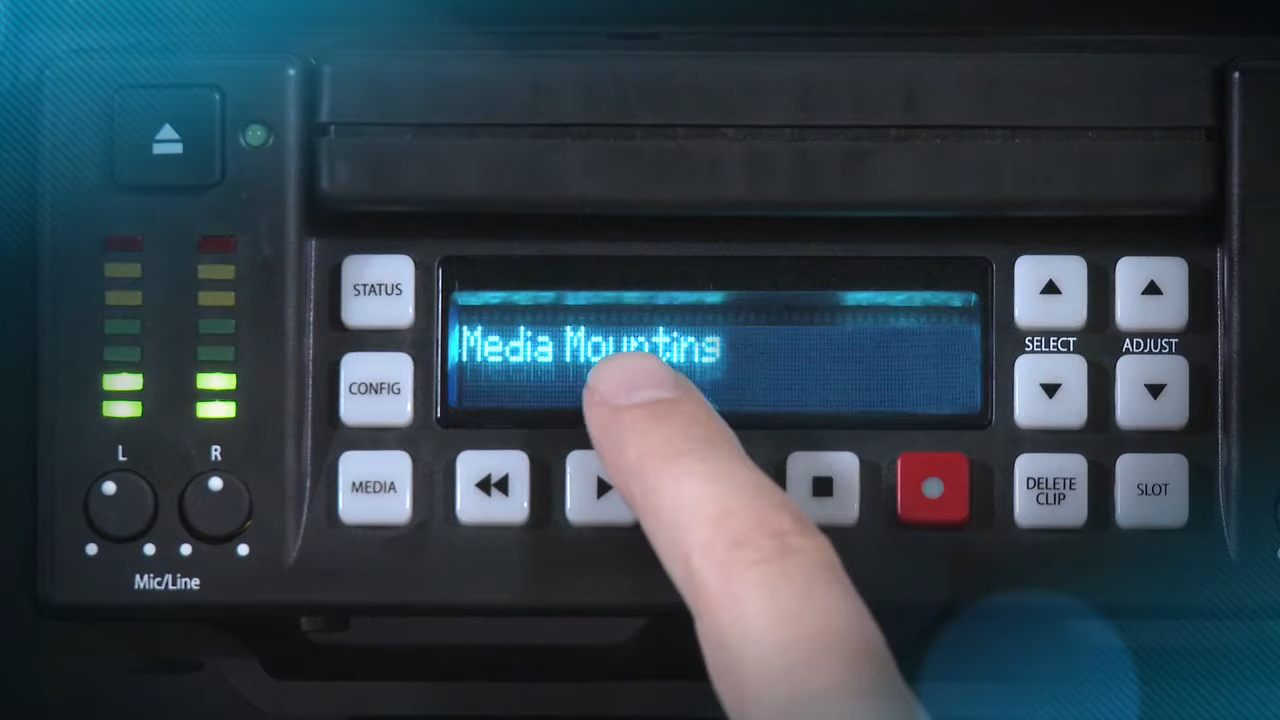 STATUS
Media Mounting
CONFIG
SELECT
ADJUST
L
R
MEDIA
DELETE
CLIP
SLOT
Mic/Line